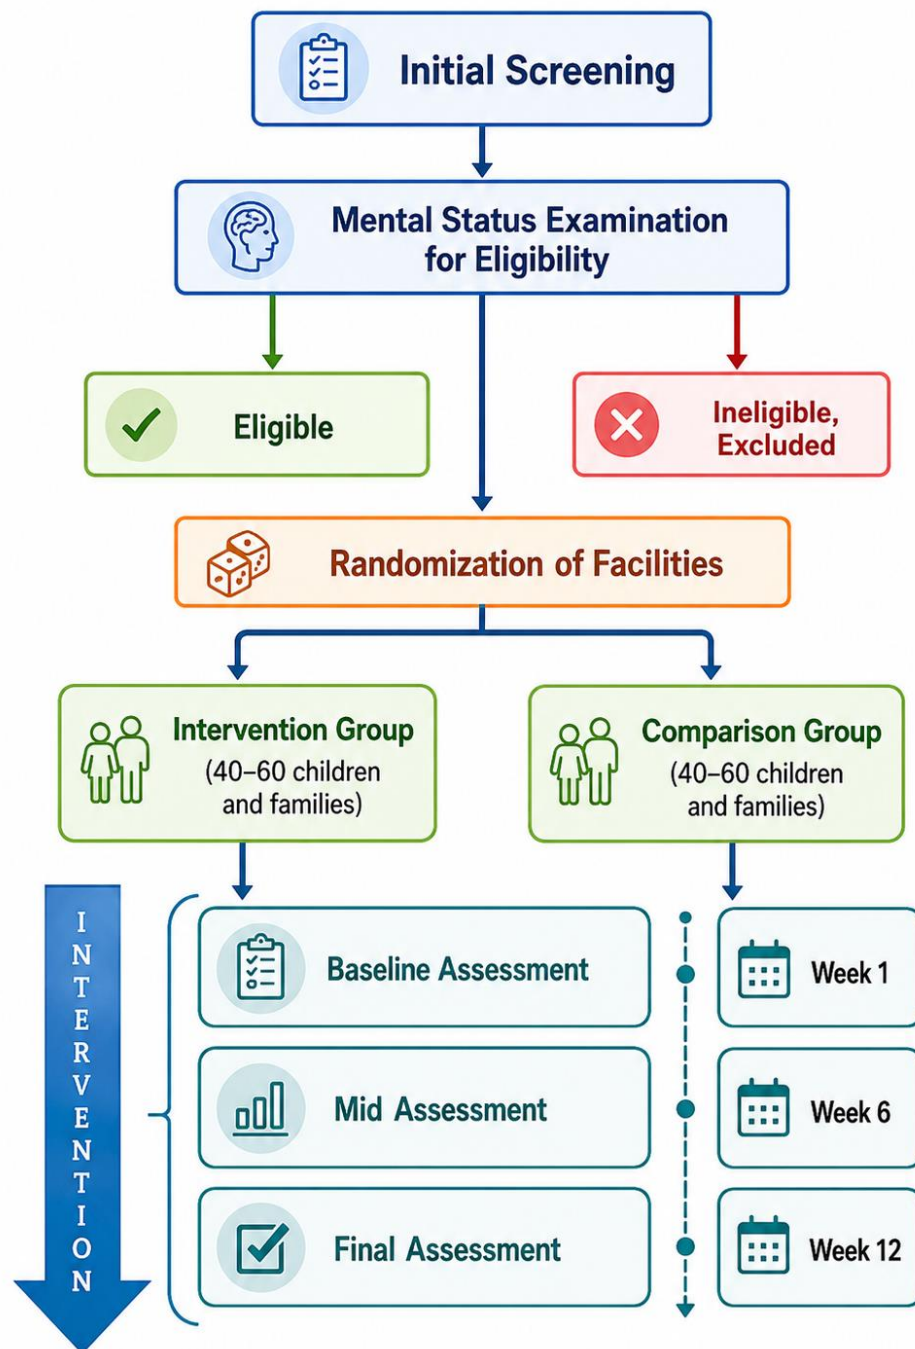 Initial Screening
Mental Status Examination
for Eligibility
Eligible
Ineligible,
Excluded
Randomization of Facilities
Intervention Group
(40–60 children
and families)
Comparison Group
(40–60 children
and families)
INTERVENTION
Baseline Assessment
Week 1
Mid Assessment
Week 6
Final Assessment
Week 12